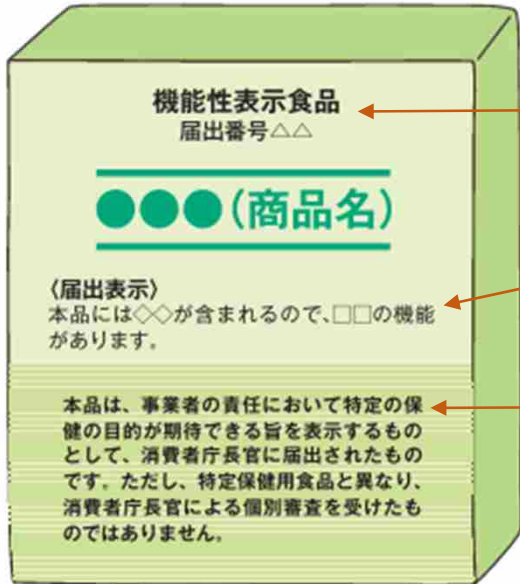 機能性表示食品
届出番号△△
●●●(商品名)
〈届出表示〉
本品には◇◇が含まれるので、□□の機能
があります。
本品は、事業者の責任において特定の保
健の目的が期待できる旨を表示するもの
として、消費者庁長官に届出されたもの
です。ただし、特定保健用食品と異なり、
消費者庁長官による個別審査を受けたも
のではありません。